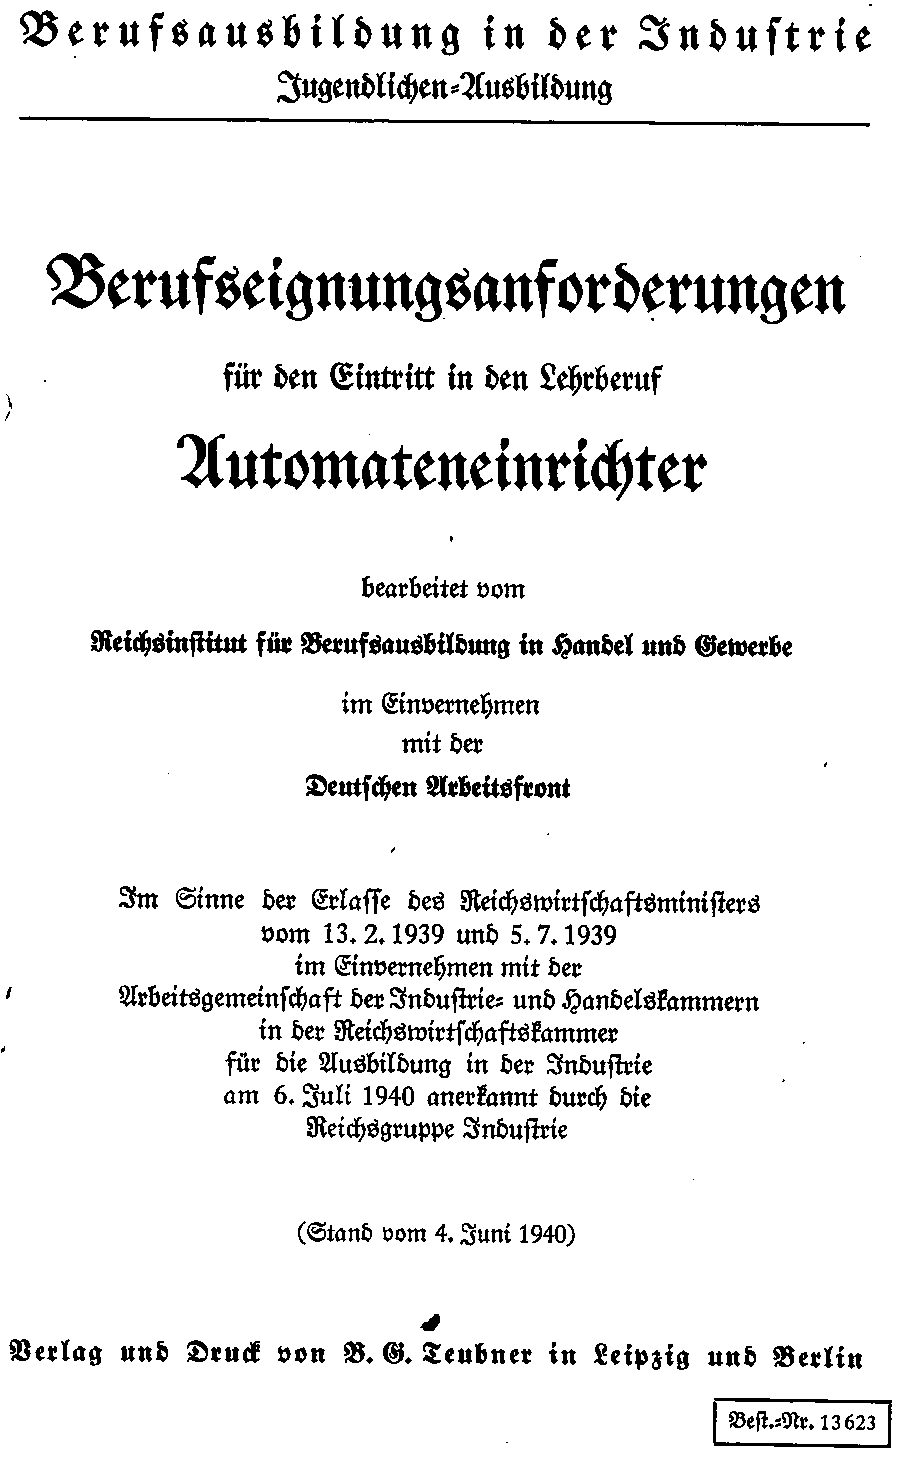 Berufsausbildung in der Industrie
Jugendlichen-Ausbildung
Berufseignungsanforderungen
für den Eintritt in den Lehrberuf
Automateneinrichter
bearbeitet vom
Reichsinstitut für Berufsausbildung in Handel und Gewerbe
im Einvernehmen
mit der
Deutschen Arbeitsfront
Im Sinne der Erlasse des Reichswirtschaftsministers
vom 13. 2. 1939 und 5. 7. 1939
im Einvernehmen mit der
Arbeitsgemeinschaft der Industrie- und Handelskammern
in der Reichswirtschaftskammer
für die Ausbildung in der Industrie
am 6. Juli 1940 anerkannt durch die
Reichsgruppe Industrie
(Stand vom 4. Juni 1940)
Verlag und Druck von B. G. Teubner in Leipzig und Berlin
Best.-Nr. 13623